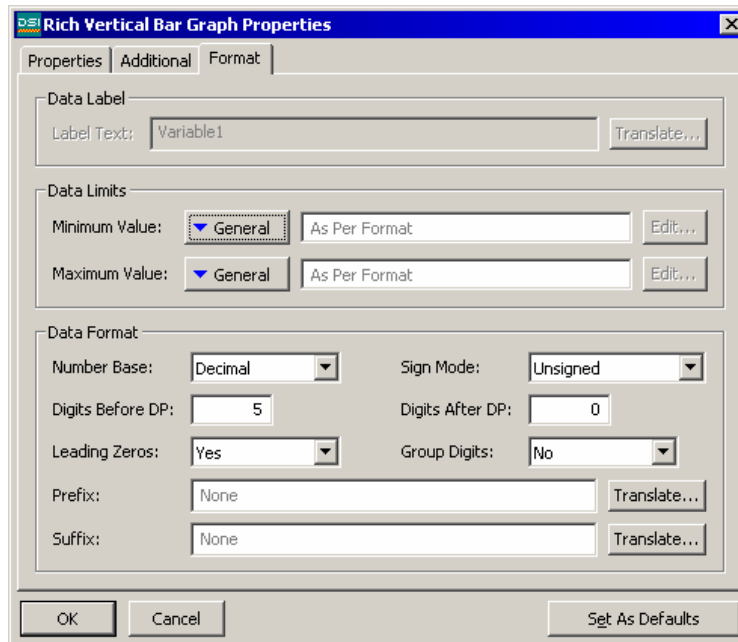 DSI Rich Vertical Bar Graph Properties
Properties Additional Format
Data Label
Label Text: Variable1 Translate...
Data Limits
Minimum Value: General As Per Format Edit...
Maximum Value: General As Per Format Edit...
Data Format
Number Base: Decimal Sign Mode: Unsigned
Digits Before DP: 5 Digits After DP: 0
Leading Zeros: Yes Group Digits: No
Prefix: None Translate...
Suffix: None Translate...
OK Cancel Set As Defaults